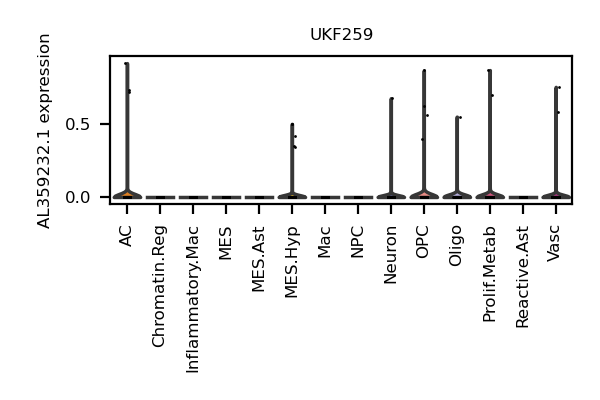 UKF259
AL359232.1 expression
0.5
0.0
AC
Chromatin.Reg
Inflammatory.Mac
MES
MES.Ast
MES.Hyp
Mac
NPC
Neuron
OPC
Oligo
Prolif.Metab
Reactive.Ast
Vasc